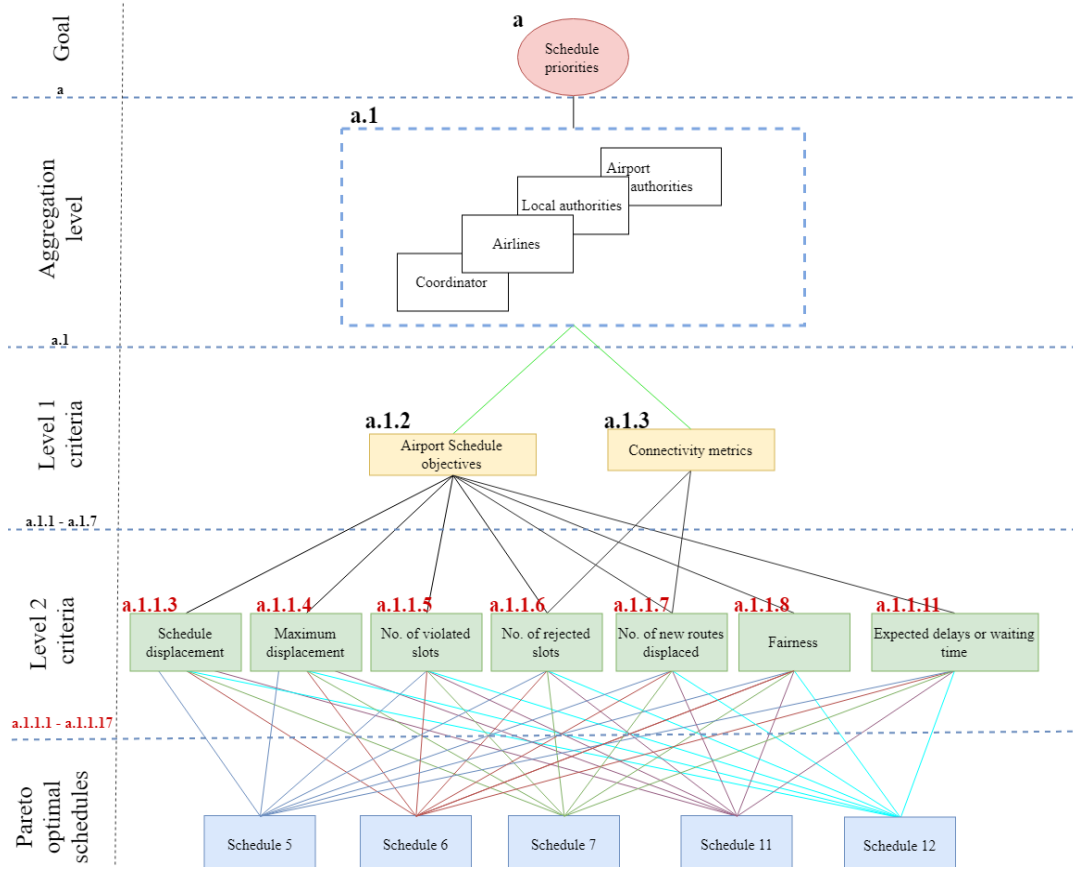 Goal
a
Schedule
priorities
a
Aggregation
level
a.1
Airport
authorities
Local authorities
Airlines
Coordinator
a.1
Level 1
criteria
a.1.2
Airport Schedule
objectives
a.1.3
Connectivity metrics
a.1.1 - a.1.7
Level 2
criteria
a.1.1.3
Schedule
displacement
a.1.1.4
Maximum
displacement
a.1.1.5
No. of violated
slots
a.1.1.6
No. of rejected
slots
a.1.1.7
No. of new routes
displaced
a.1.1.8
Fairness
a.1.1.11
Expected delays or waiting
time
a.1.1.1 - a.1.1.17
Pareto
optimal
schedules
Schedule 5
Schedule 6
Schedule 7
Schedule 11
Schedule 12